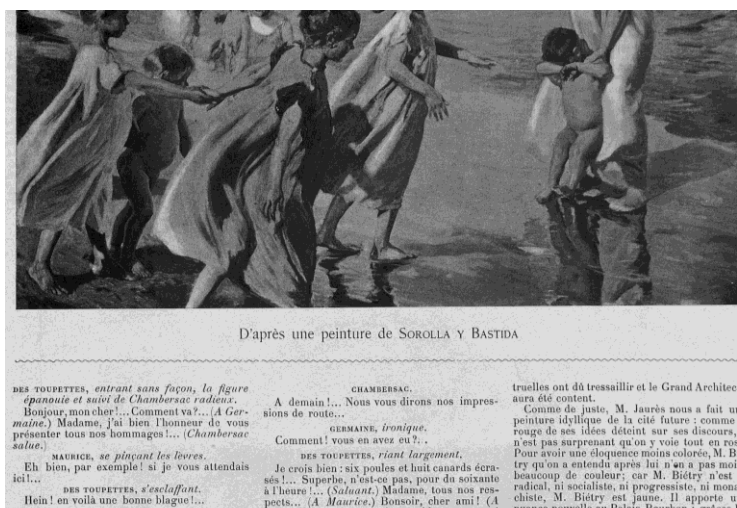 D'après une peinture de SOROLLA Y BASTIDA
DES TOUPETTES, entrant sans façon, la figure
épanouie et suivi de Chambersac radieux.
Bonjour, mon cher !... Comment va ?... (A Ger-
maine.) Madame, j'ai bien l'honneur de vous
présenter tous nos hommages !... (Chambersac
salue.)
MAURICE, se pinçant les lèvres.
Eh bien, par exemple ! si je vous attendais
ici !...
DES TOUPETTES, s'esclaffant.
Hein ! en voilà une bonne blague !...
CHAMBERSAC.
A demain !... Nous vous dirons nos impres-
sions de route...
GERMAINE, ironique.
Comment ! vous en avez eu ?. .
DES TOUPETTES, riant largement,
Je crois bien : six poules et huit canards écra-
sés !... Superbe, n'est-ce pas, pour du soixante
à l'heure !... (Saluant.) Madame, tous nos res-
pects... (A Maurice.) Bonsoir, cher ami ! (A
truelles ont dû tressaillir et le Grand Architec
aura été content.
Comme de juste, M. Jaurès nous a fait u
peinture idyllique de la cité future : comme
rouge de ses idées déteint sur ses discours,
n'est pas surprenant qu'on y voie tout en ros
Pour avoir une éloquence moins colorée, M. B
try qu'on a entendu après lui n'en a pas moi
beaucoup de couleur; car M. Biétry n'est
radical, ni socialiste, ni progressiste, ni mona
chiste, M. Biétry est jaune. Il apporte u